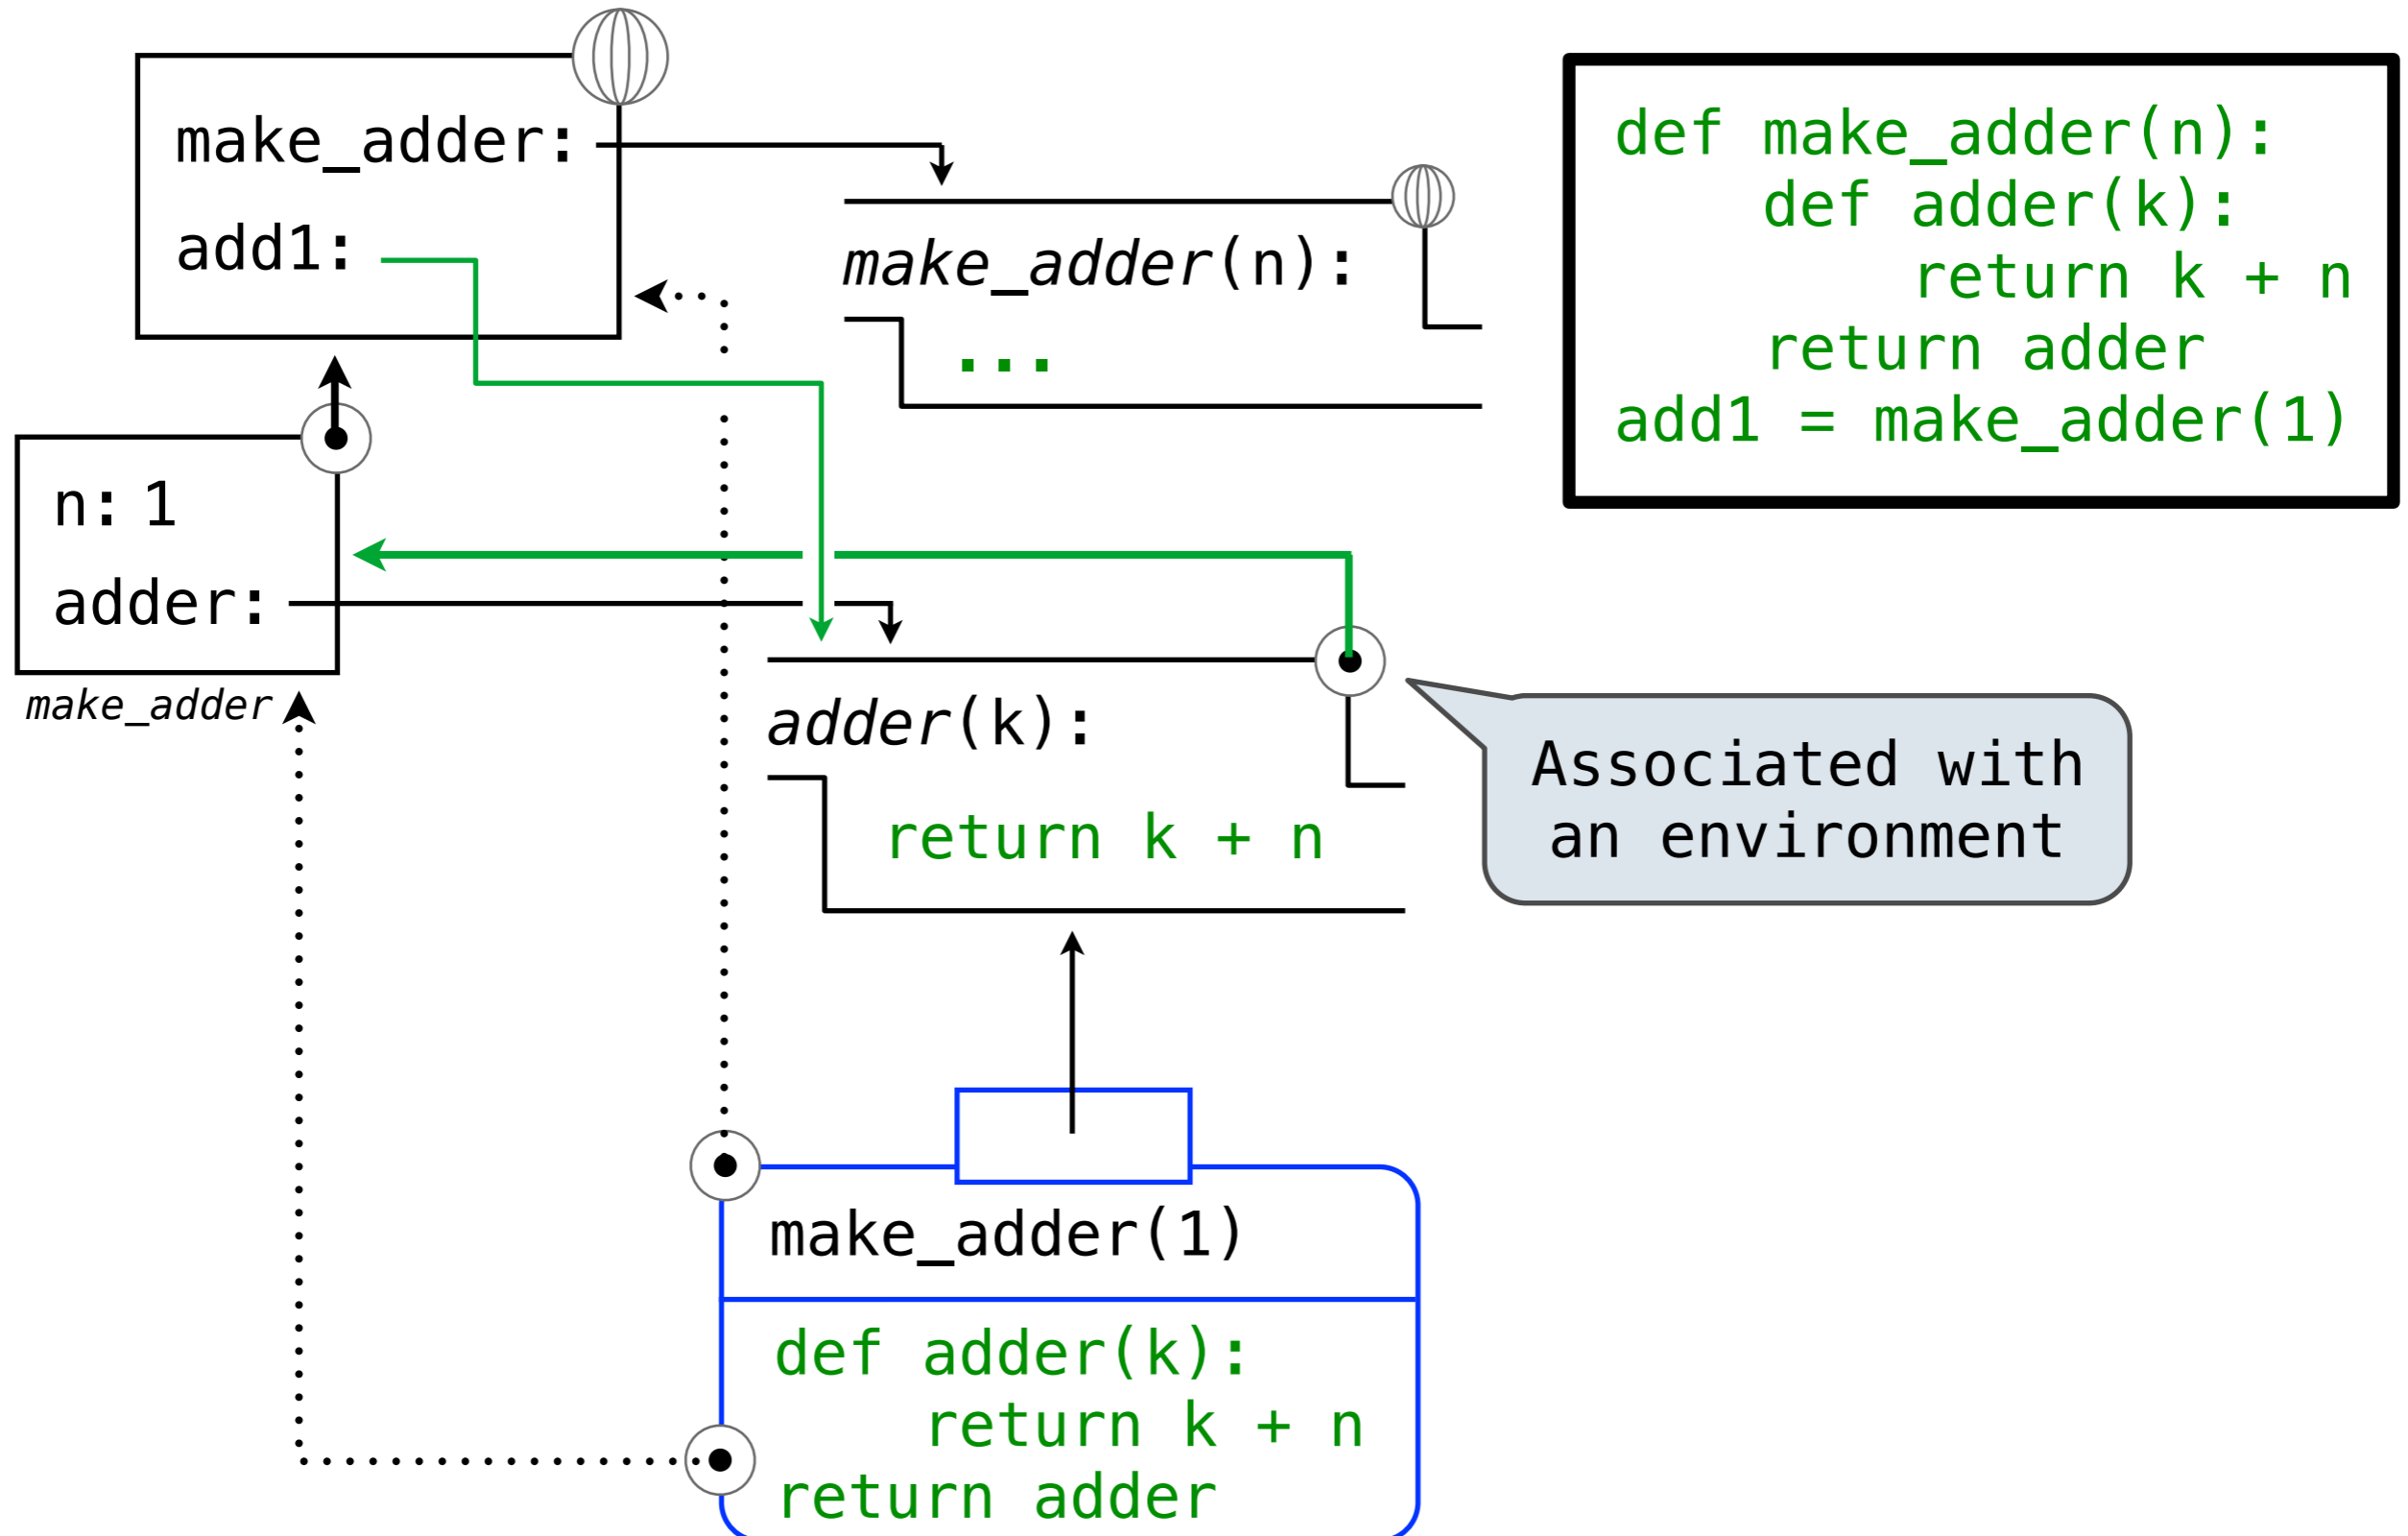 make_adder:
add1:
make_adder(n):
...
def make_adder(n):
    def adder(k):
        return k + n
    return adder
add1 = make_adder(1)
n: 1
adder:
make_adder
adder(k):
return k + n
Associated with
an environment
make_adder(1)
def adder(k):
    return k + n
return adder